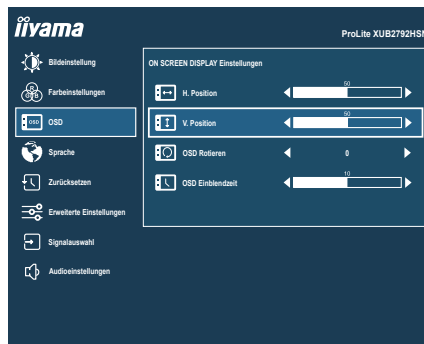 iiyama
ProLite XUB2792HSN
Bildeinstellung
Farbeinstellungen
OSD
Sprache
Zurücksetzen
Erweiterte Einstellungen
Signalauswahl
Audioeinstellungen
ON SCREEN DISPLAY Einstellungen
H. Position
50
V. Position
50
OSD Rotieren
0
OSD Einblendzeit
10